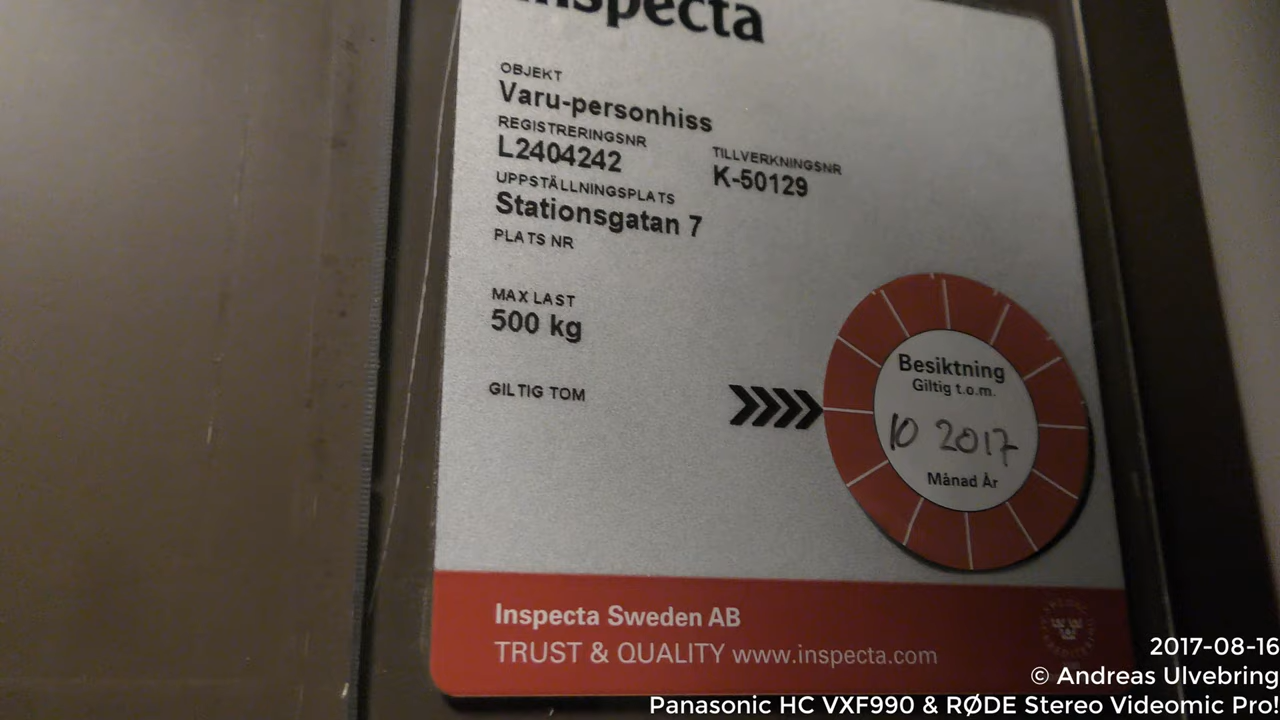 Inspecta
OBJEKT
Varu-personhiss
REGISTRERINGSNR
L2404242
TILLVERKNINGSNR
K-50129
UPPSTÄLLNINGSPLATS
Stationsgatan 7
PLATS NR
MAX LAST
500 kg
GILTIG TOM
Besiktning
Giltig t.o.m.
10 2017
Månad År
Inspecta Sweden AB
TRUST & QUALITY www.inspecta.com
2017-08-16
© Andreas Ulvebring
Panasonic HC VXF990 & RØDE Stereo Videomic Pro!